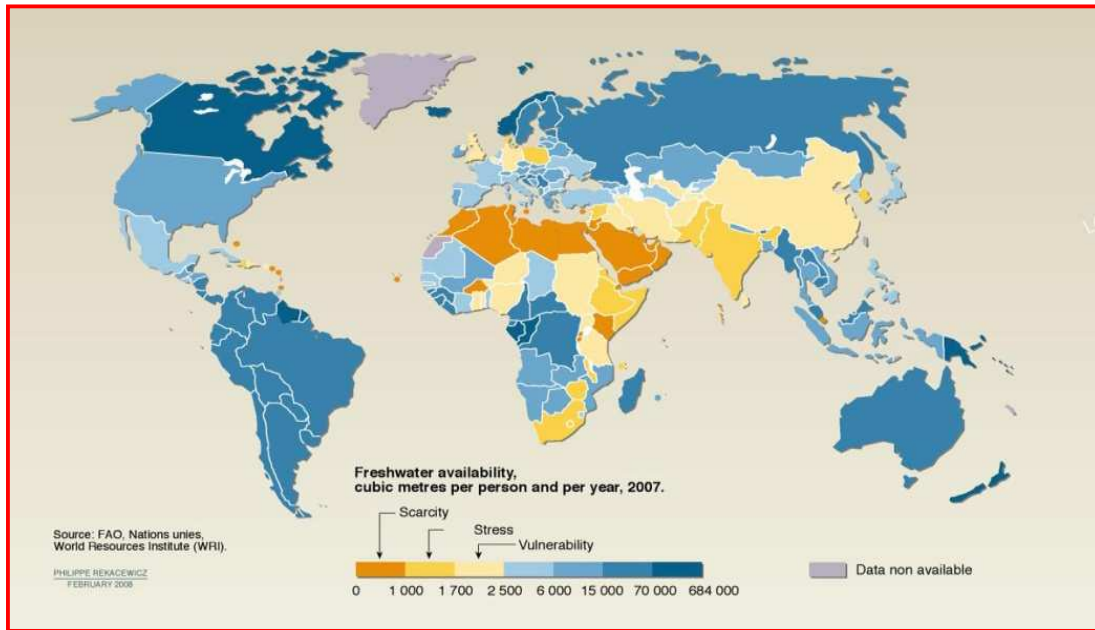 Freshwater availability,
cubic metres per person and per year, 2007.
Scarcity
Stress
Vulnerability
0 1 000 1 700 2 500 6 000 15 000 70 000 684 000
Data non available
Source: FAO, Nations unies,
World Resources Institute (WRI).
PHILIPPE REKACEWICZ
FEBRUARY 2008